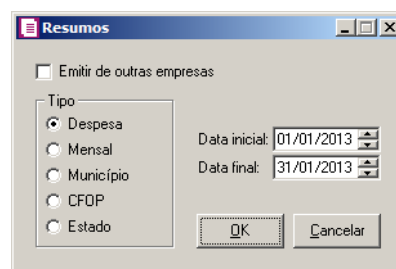 Resumos
Emitir de outras empresas
Tipo
Despesa
Mensal
Município
CFOP
Estado
Data inicial: 01/01/2013
Data final: 31/01/2013
OK
Cancelar